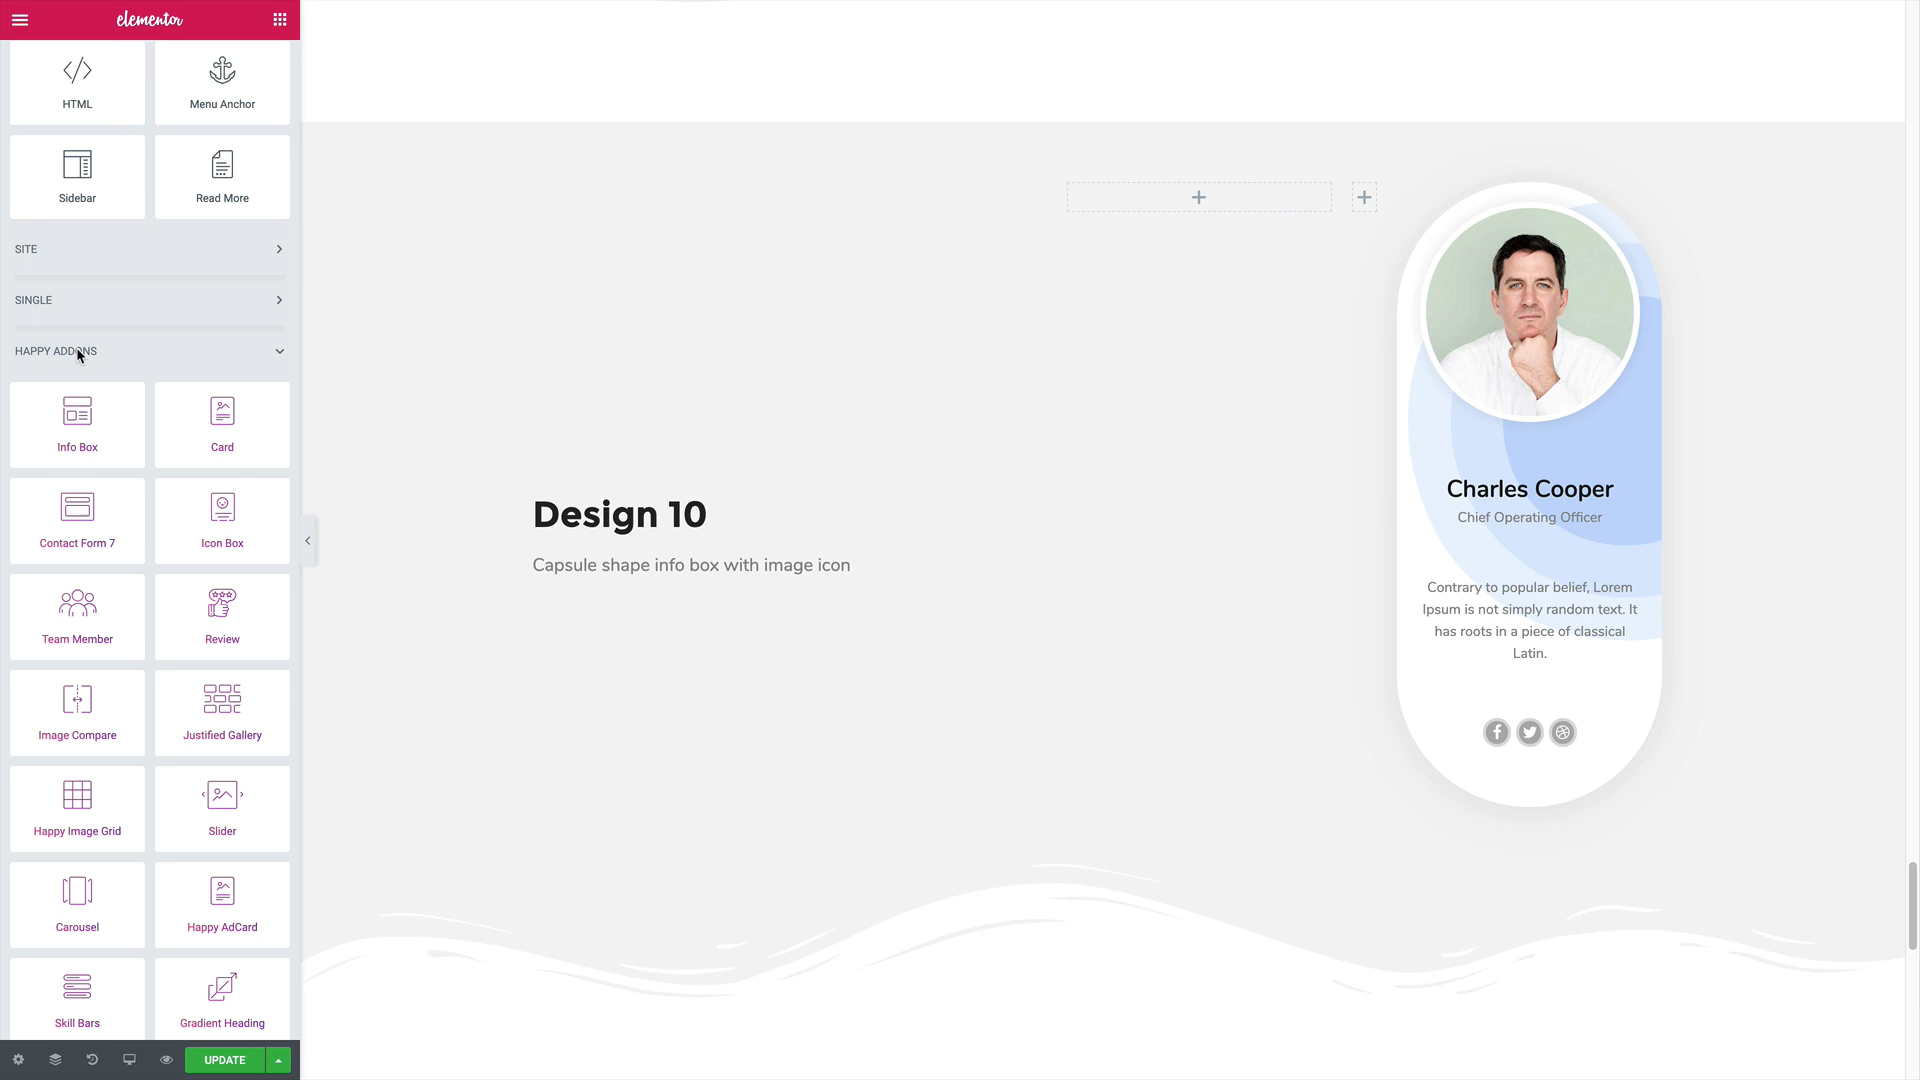 elementor
HTML
Menu Anchor
Sidebar
Read More
SITE
SINGLE
HAPPY ADDONS
Info Box
Card
Contact Form 7
Icon Box
Team Member
Review
Image Compare
Justified Gallery
Happy Image Grid
Slider
Carousel
Happy AdCard
Skill Bars
Gradient Heading
UPDATE
Design 10
Capsule shape info box with image icon
Charles Cooper
Chief Operating Officer
Contrary to popular belief, Lorem
Ipsum is not simply random text. It
has roots in a piece of classical
Latin.